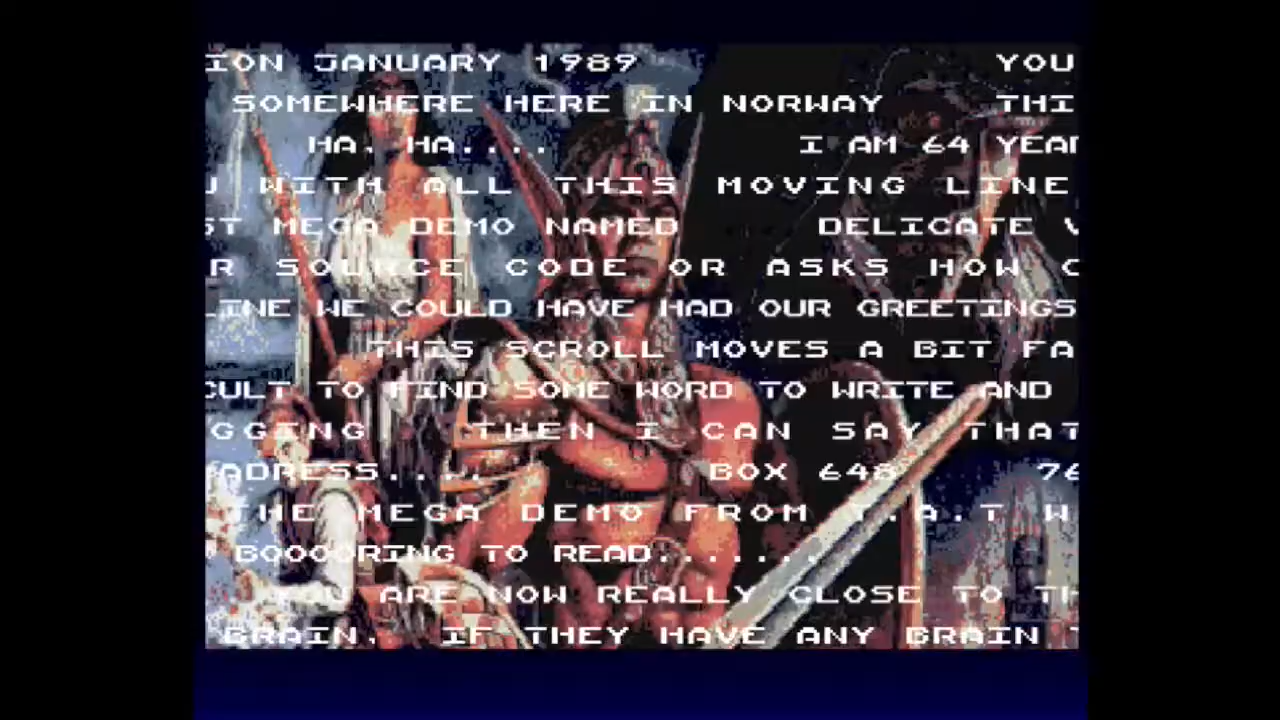 ION JANUARY 1989 YOU
SOMEWHERE HERE IN NORWAY THI
HA, HA.... I AM 64 YEAR
U WITH ALL THIS MOVING LINE
ST MEGA DEMO NAMED DELICATE V
R SOURCE CODE OR ASKS HOW C
LINE WE COULD HAVE HAD OUR GREETINGS
THIS SCROLL MOVES A BIT FA
CULT TO FIND SOME WORD TO WRITE AND
GGING THEN I CAN SAY THAT
ADRESS..... BOX 648 76
THE MEGA DEMO FROM T.A.T W
BOOOORING TO READ.......
YOU ARE NOW REALLY CLOSE TO TH
BRAIN, IF THEY HAVE ANY BRAIN T